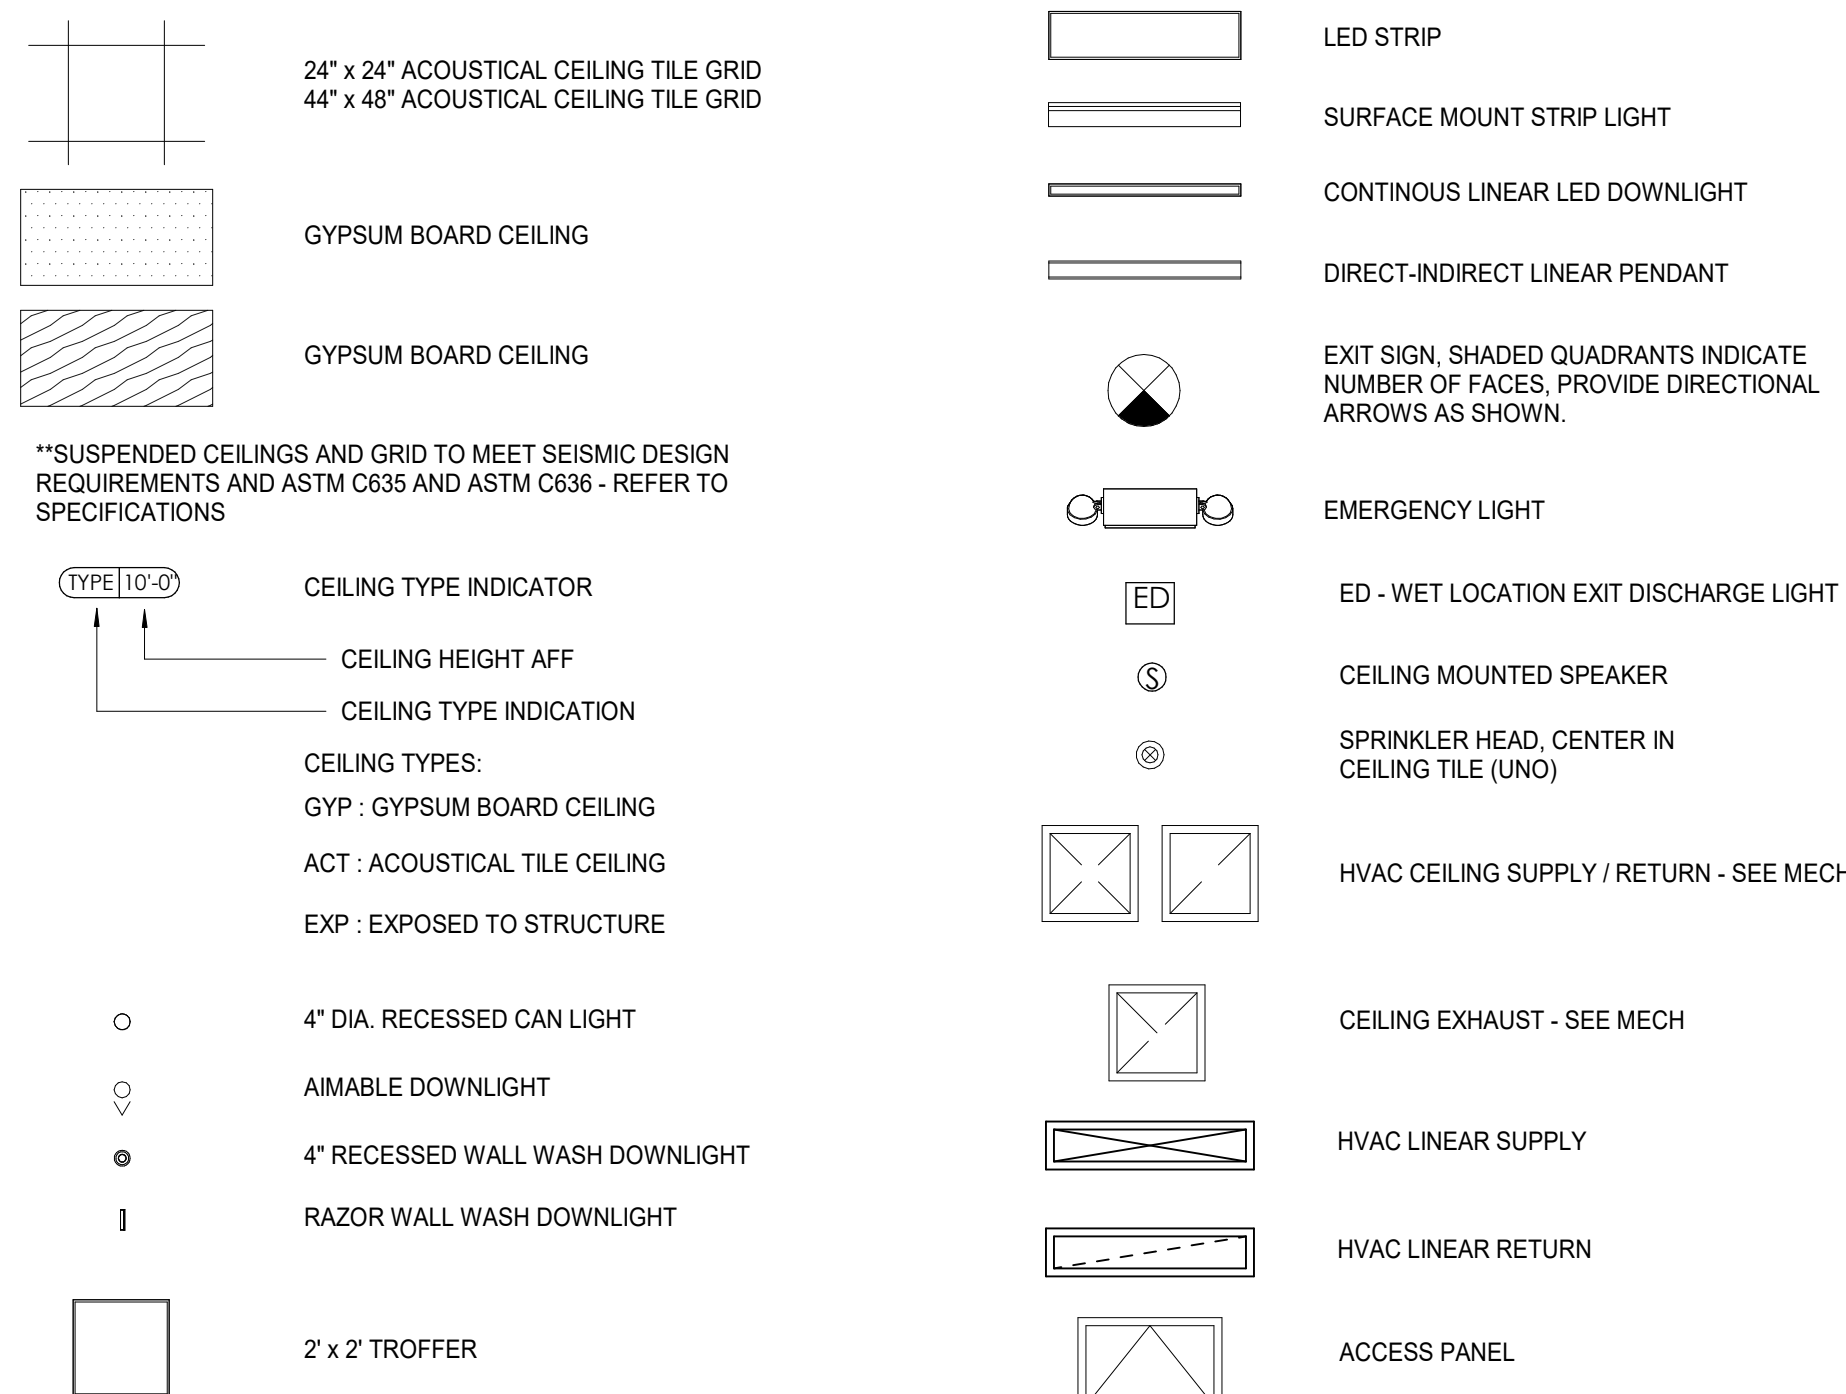 24" x 24" ACOUSTICAL CEILING TILE GRID
44" x 48" ACOUSTICAL CEILING TILE GRID
GYPSUM BOARD CEILING
GYPSUM BOARD CEILING
**SUSPENDED CEILINGS AND GRID TO MEET SEISMIC DESIGN
REQUIREMENTS AND ASTM C635 AND ASTM C636 - REFER TO
SPECIFICATIONS
TYPE 10'-0"
CEILING TYPE INDICATOR
CEILING HEIGHT AFF
CEILING TYPE INDICATION
CEILING TYPES:
GYP : GYPSUM BOARD CEILING
ACT : ACOUSTICAL TILE CEILING
EXP : EXPOSED TO STRUCTURE
4" DIA. RECESSED CAN LIGHT
AIMABLE DOWNLIGHT
4" RECESSED WALL WASH DOWNLIGHT
RAZOR WALL WASH DOWNLIGHT
2' x 2' TROFFER
LED STRIP
SURFACE MOUNT STRIP LIGHT
CONTINOUS LINEAR LED DOWNLIGHT
DIRECT-INDIRECT LINEAR PENDANT
EXIT SIGN, SHADED QUADRANTS INDICATE
NUMBER OF FACES, PROVIDE DIRECTIONAL
ARROWS AS SHOWN.
EMERGENCY LIGHT
ED
ED - WET LOCATION EXIT DISCHARGE LIGHT
S
CEILING MOUNTED SPEAKER
SPRINKLER HEAD, CENTER IN
CEILING TILE (UNO)
HVAC CEILING SUPPLY / RETURN - SEE MECH
CEILING EXHAUST - SEE MECH
HVAC LINEAR SUPPLY
HVAC LINEAR RETURN
ACCESS PANEL